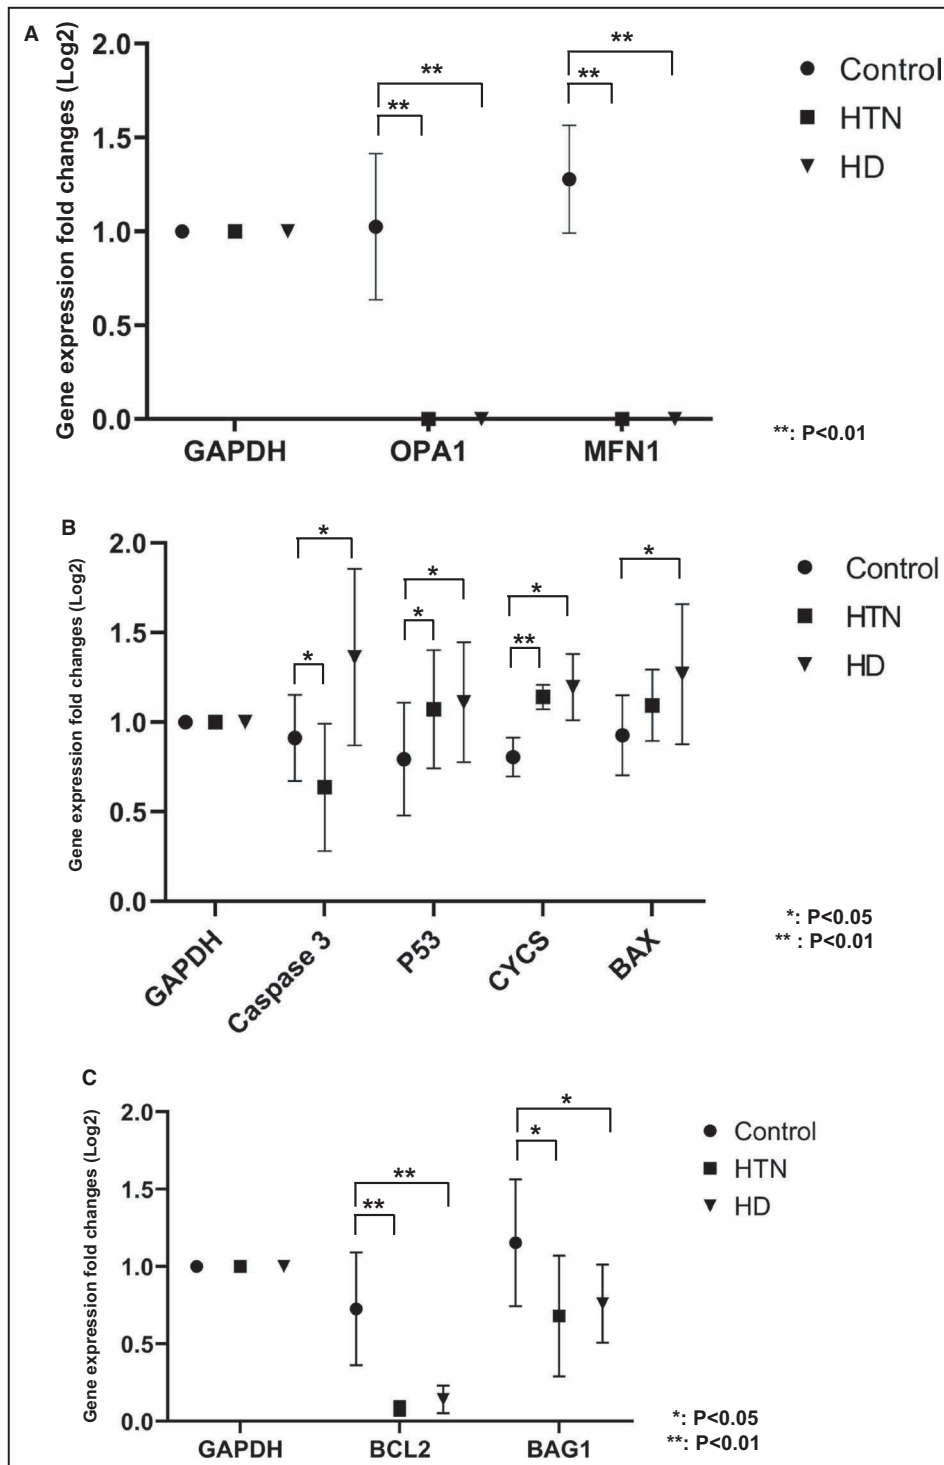 A
Gene expression fold changes (Log2)
2.0
1.5
1.0
0.5
0.0
** ** ** **
GAPDH OPA1 MFN1
Control
HTN
HD
**: P<0.01
B
Gene expression fold changes (Log2)
2.0
1.5
1.0
0.5
0.0
* * * * ** * *
GAPDH Caspase 3 P53 CYCS BAX
Control
HTN
HD
*: P<0.05
** : P<0.01
C
Gene expression fold changes (Log2)
2.0
1.5
1.0
0.5
0.0
** ** * *
GAPDH BCL2 BAG1
Control
HTN
HD
*: P<0.05
**: P<0.01